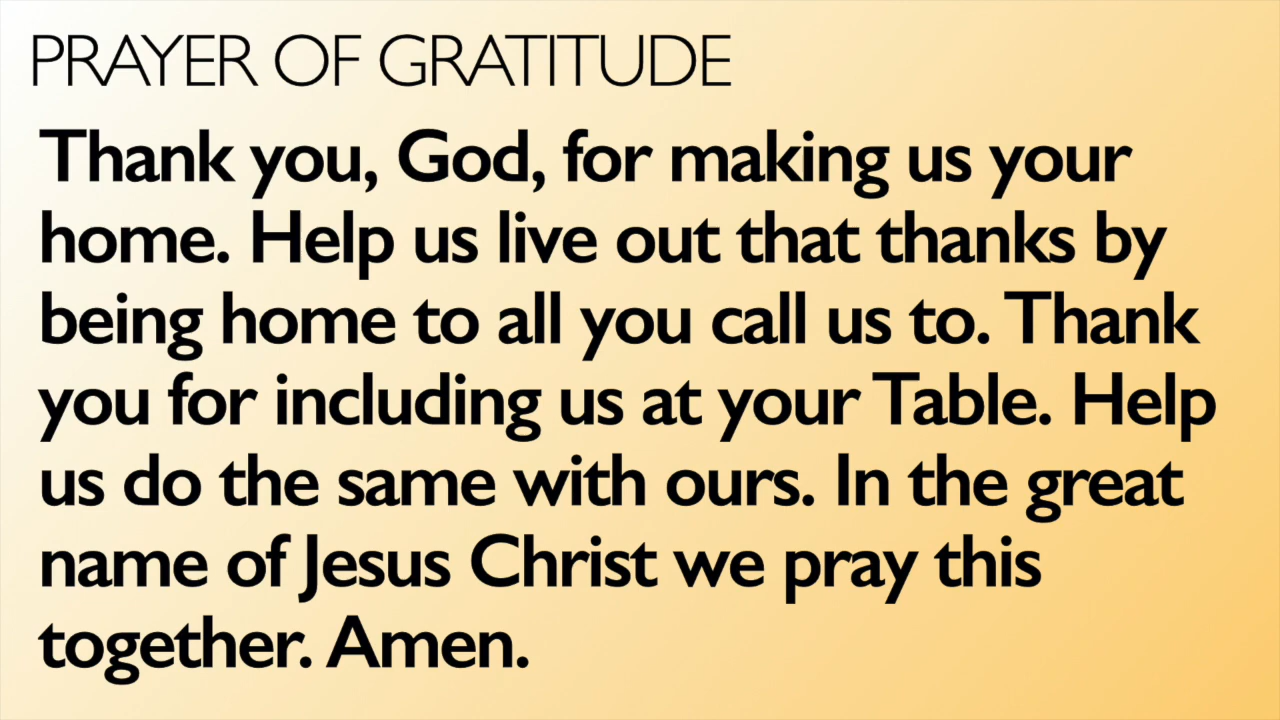 PRAYER OF GRATITUDE
Thank you, God, for making us your
home. Help us live out that thanks by
being home to all you call us to. Thank
you for including us at your Table. Help
us do the same with ours. In the great
name of Jesus Christ we pray this
together. Amen.